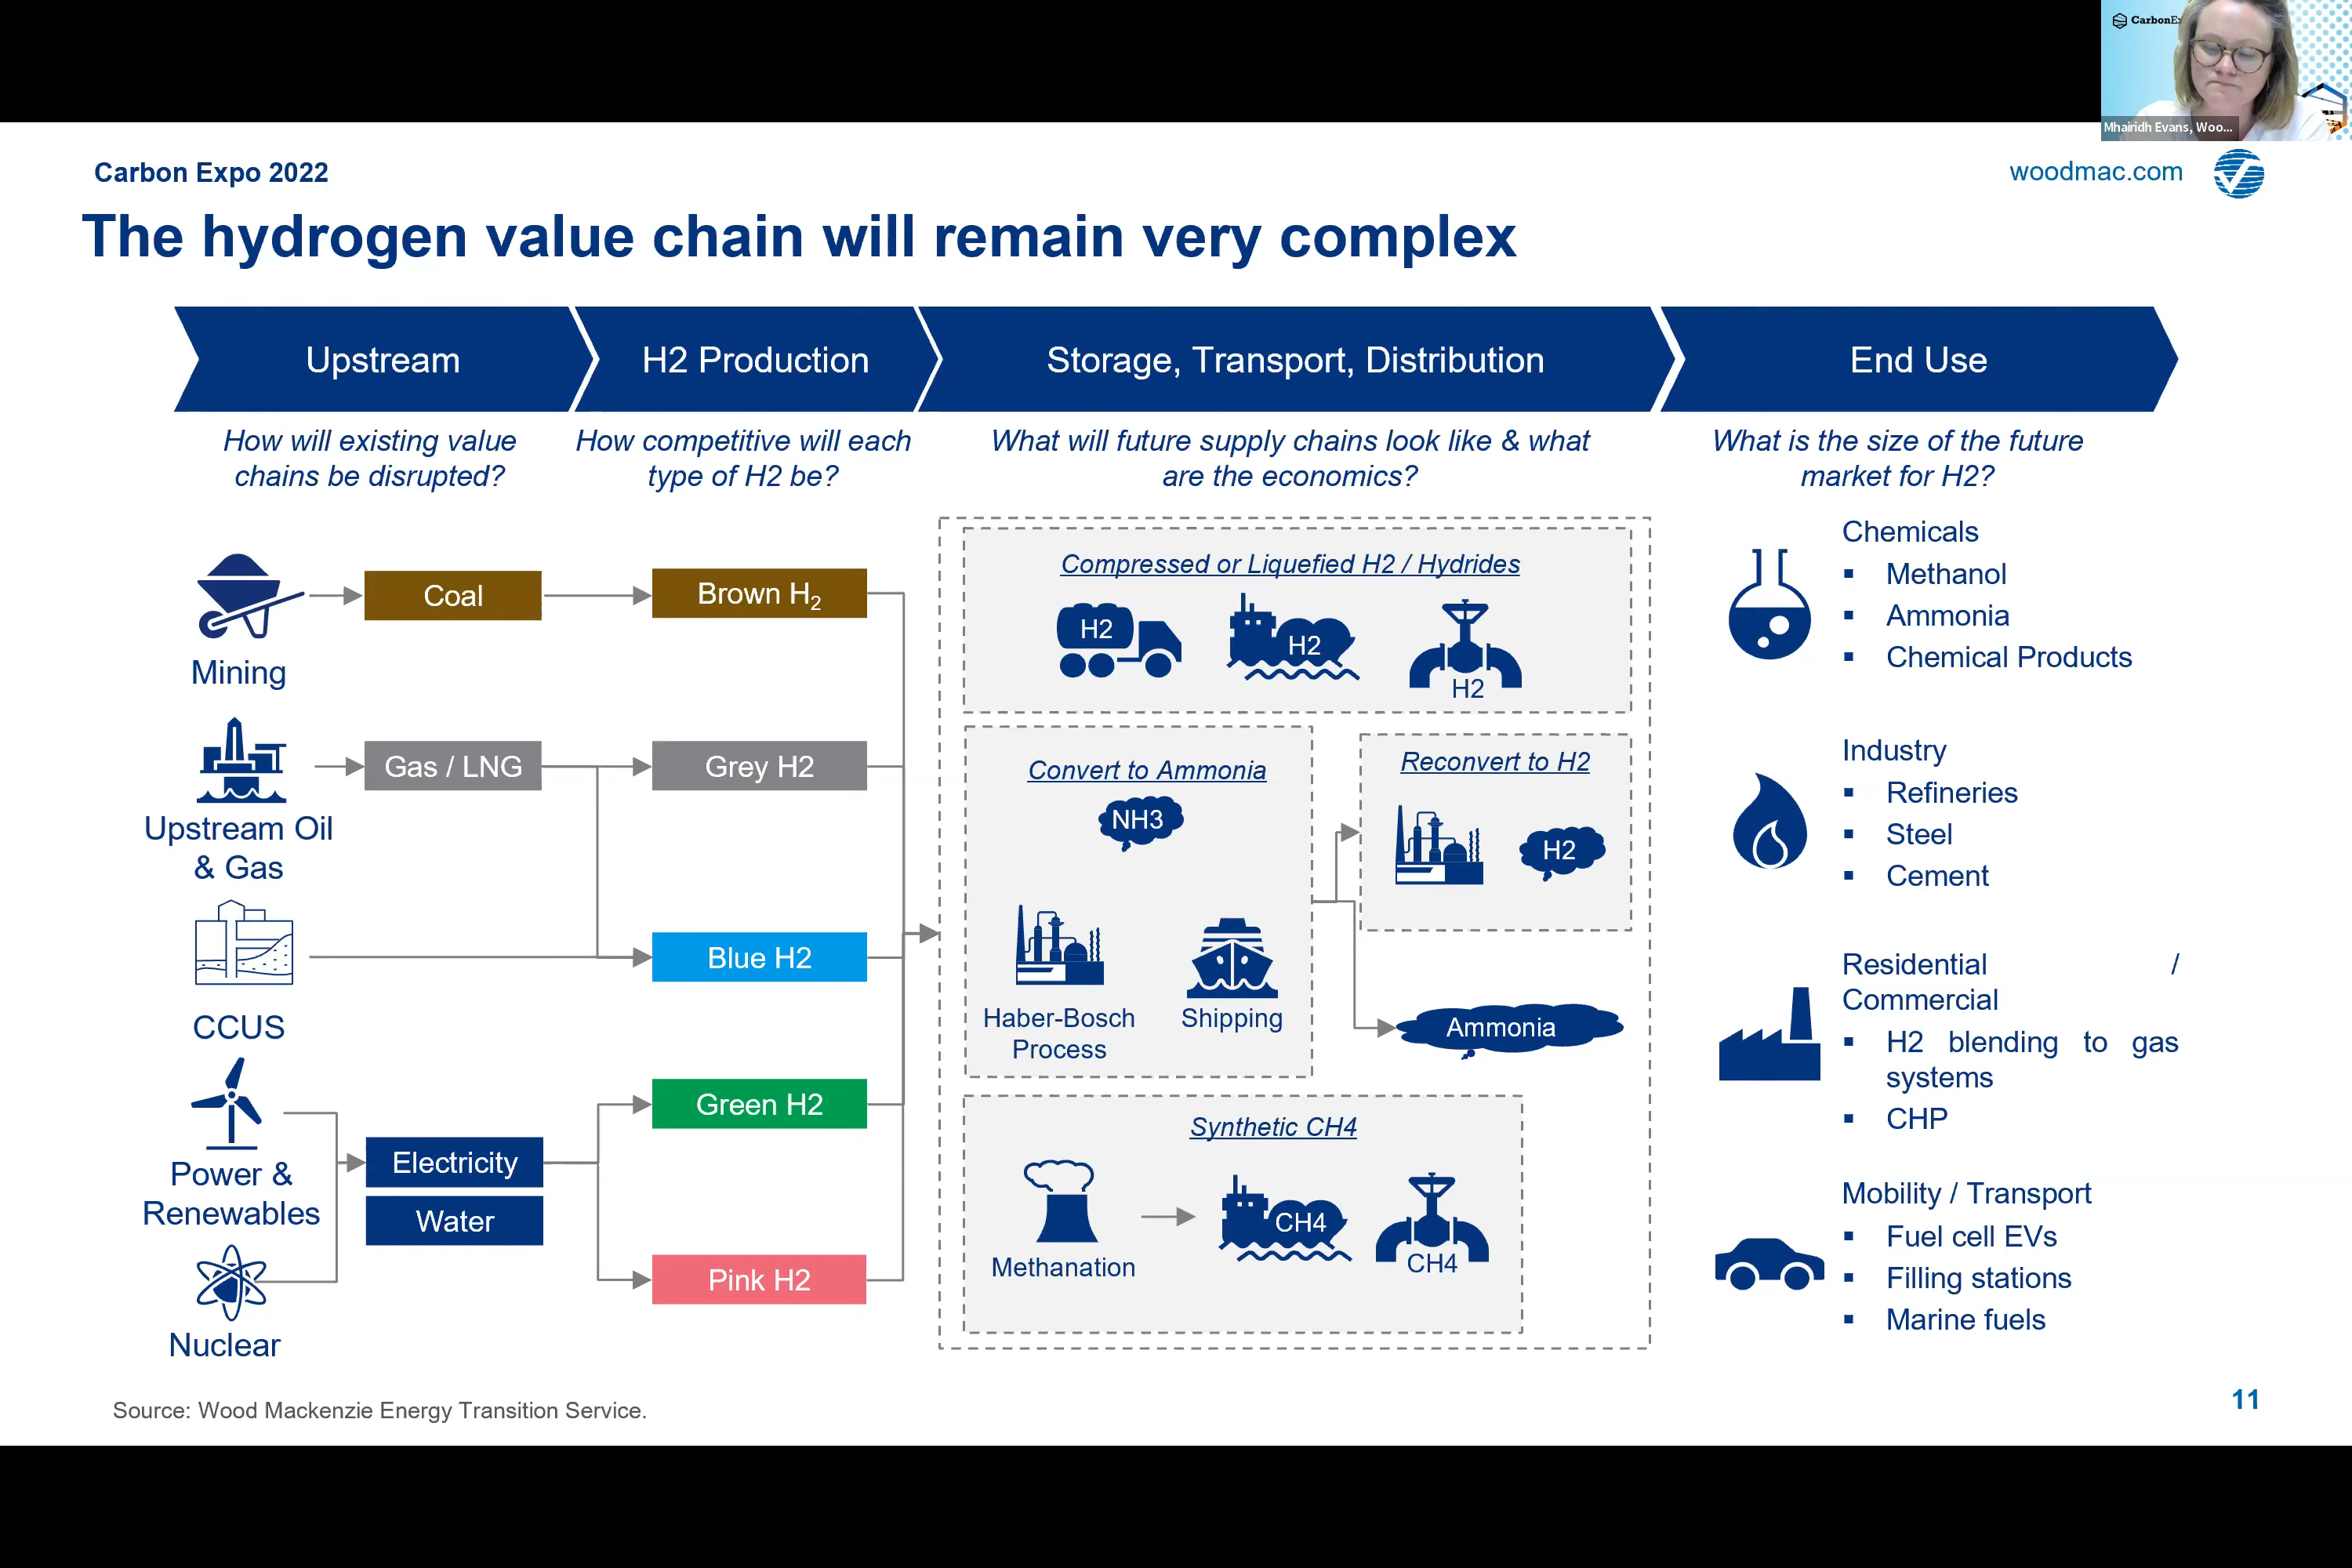 CarbonEx
Mhairidh Evans, Woo...
Carbon Expo 2022
woodmac.com
The hydrogen value chain will remain very complex
Upstream
H2 Production
Storage, Transport, Distribution
End Use
How will existing value
chains be disrupted?
How competitive will each
type of H2 be?
What will future supply chains look like & what
are the economics?
What is the size of the future
market for H2?
Mining
Coal
Brown H₂
Upstream Oil
& Gas
Gas / LNG
Grey H2
CCUS
Blue H2
Power &
Renewables
Nuclear
Electricity
Water
Green H2
Pink H2
Compressed or Liquefied H2 / Hydrides
H2
H2
H2
Convert to Ammonia
NH3
Haber-Bosch
Process
Shipping
Reconvert to H2
H2
Ammonia
Synthetic CH4
Methanation
CH4
CH4
Chemicals
▪ Methanol
▪ Ammonia
▪ Chemical Products
Industry
▪ Refineries
▪ Steel
▪ Cement
Residential /
Commercial
▪ H2 blending to gas
systems
▪ CHP
Mobility / Transport
▪ Fuel cell EVs
▪ Filling stations
▪ Marine fuels
Source: Wood Mackenzie Energy Transition Service.
11